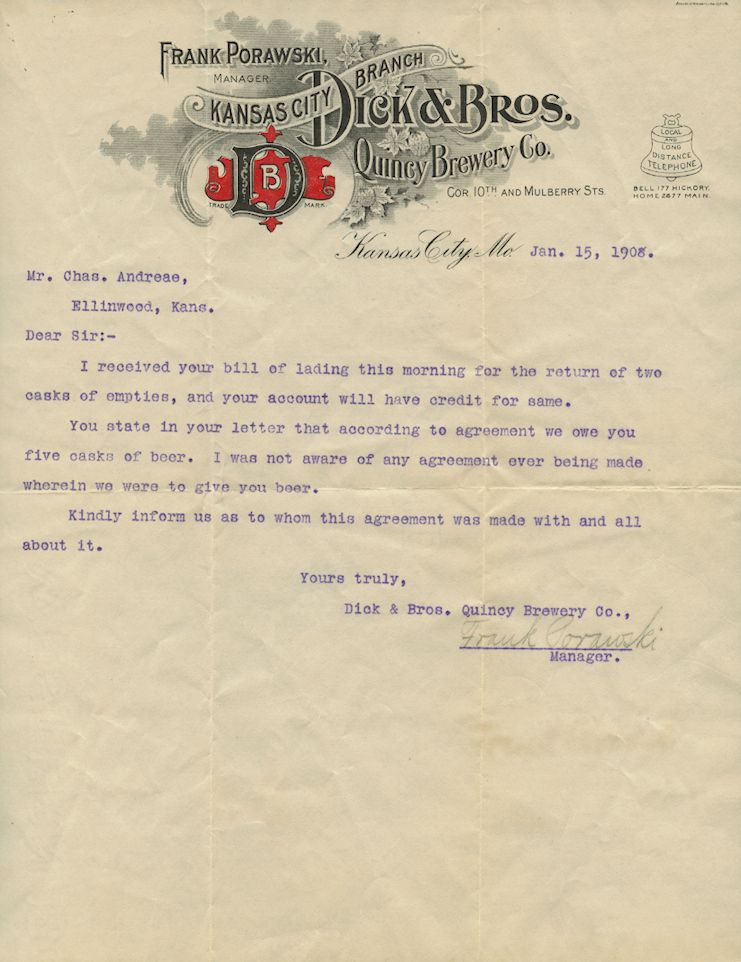 FRANK PORAWSKI,
MANAGER.
KANSAS CITY BRANCH
DICK & BROS.
QUINCY BREWERY CO.
COR. 10TH AND MULBERRY STS.
D B
TRADE MARK
LOCAL
AND
LONG
DISTANCE
TELEPHONE
BELL 177 HICKORY.
HOME 2677 MAIN.
Kansas City, Mo. Jan. 15, 1908.
Mr. Chas. Andreae,
Ellinwood, Kans.
Dear Sir:-
I received your bill of lading this morning for the return of two
casks of empties, and your account will have credit for same.
You state in your letter that according to agreement we owe you
five casks of beer. I was not aware of any agreement ever being made
wherein we were to give you beer.
Kindly inform us as to whom this agreement was made with and all
about it.
Yours truly,
Dick & Bros. Quincy Brewery Co.,
Frank Porawski
Manager.